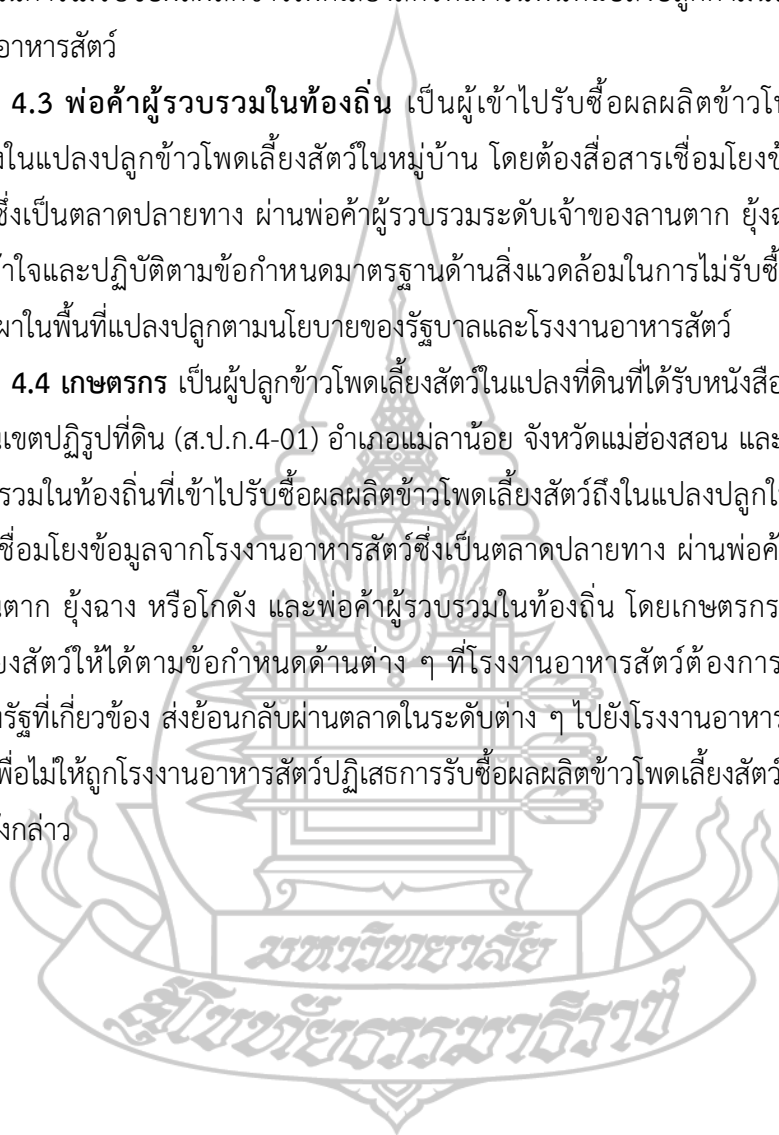 อาหารสัตว์
4.3 พ่อค้าผู้รวบรวมในท้องถิ่น เป็นผู้เข้าไปรับซื้อผลผลิตข้าวโพ
ในแปลงปลูกข้าวโพดเลี้ยงสัตว์ในหมู่บ้าน โดยต้องสื่อสารเชื่อมโยงข้
ซึ่งเป็นตลาดปลายทาง ผ่านพ่อค้าผู้รวบรวมระดับเจ้าของลานตาก ยุ้งฉ
าใจและปฏิบัติตามข้อกำหนดมาตรฐานด้านสิ่งแวดล้อมในการไม่รับซื้
ผาในพื้นที่แปลงปลูกตามนโยบายของรัฐบาลและโรงงานอาหารสัตว์
4.4 เกษตรกร เป็นผู้ปลูกข้าวโพดเลี้ยงสัตว์ในแปลงที่ดินที่ได้รับหนังสือ
นเขตปฏิรูปที่ดิน (ส.ป.ก.4-01) อำเภอแม่ลาน้อย จังหวัดแม่ฮ่องสอน และ
รวมในท้องถิ่นที่เข้าไปรับซื้อผลผลิตข้าวโพดเลี้ยงสัตว์ถึงในแปลงปลูกใ
ชื่อมโยงข้อมูลจากโรงงานอาหารสัตว์ซึ่งเป็นตลาดปลายทาง ผ่านพ่อค้
นตาก ยุ้งฉาง หรือโกดัง และพ่อค้าผู้รวบรวมในท้องถิ่น โดยเกษตรกร
ยงสัตว์ให้ได้ตามข้อกำหนดด้านต่าง ๆ ที่โรงงานอาหารสัตว์ต้องการ
งรัฐที่เกี่ยวข้อง ส่งย้อนกลับผ่านตลาดในระดับต่าง ๆ ไปยังโรงงานอาหาร
พื่อไม่ให้ถูกโรงงานอาหารสัตว์ปฏิเสธการรับซื้อผลผลิตข้าวโพดเลี้ยงสัตว์
ังกล่าว
มหาวิทยาลัย
สุโขทัยธรรมาธิราช